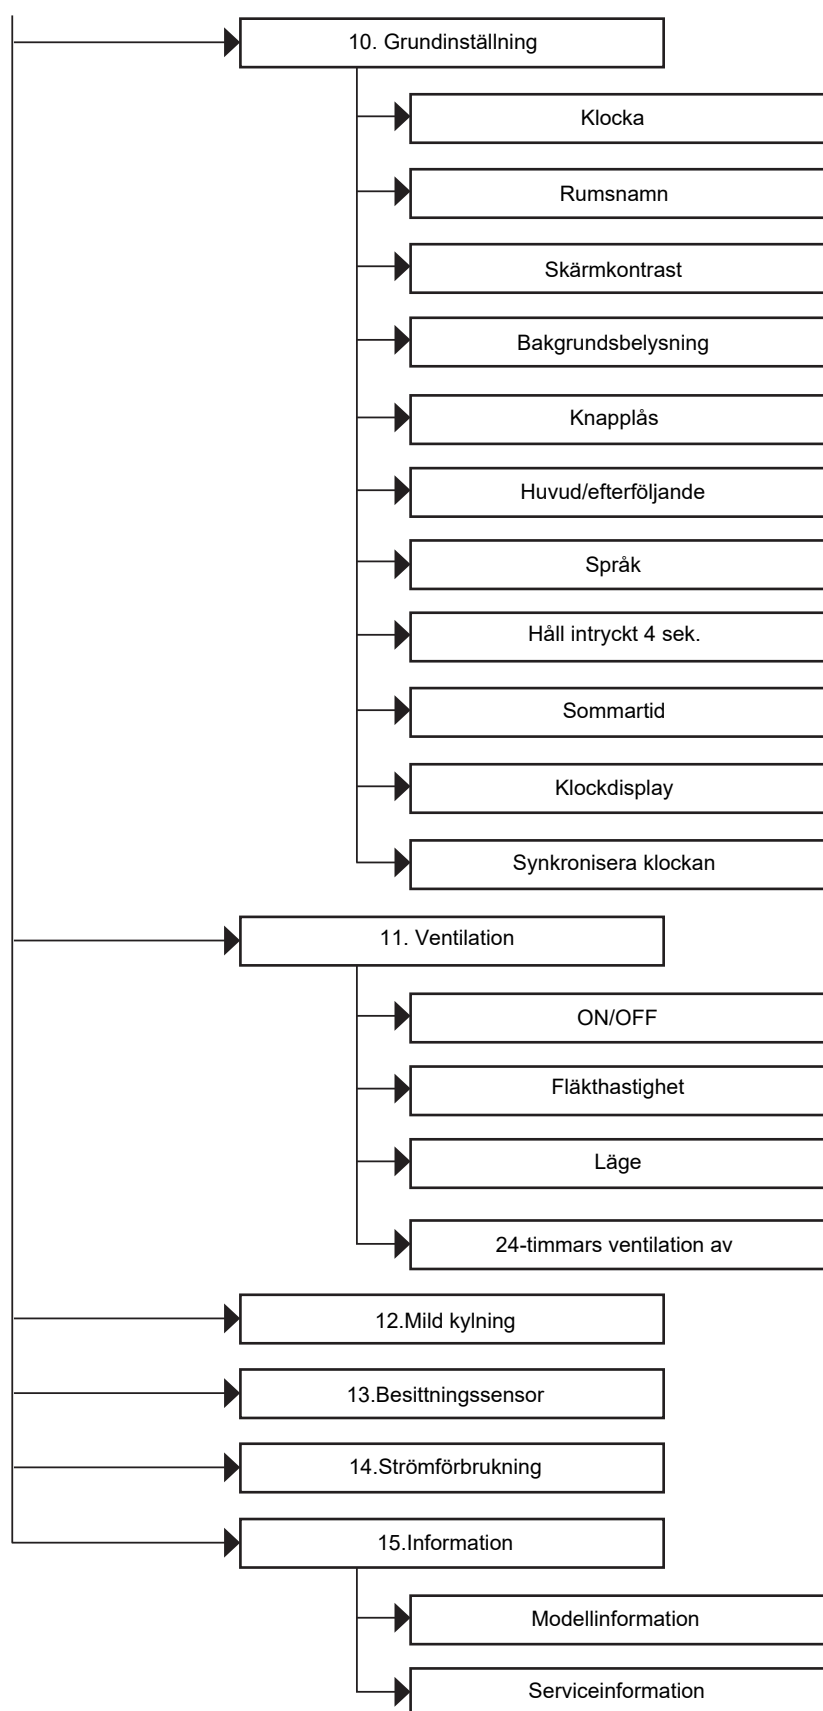 10. Grundinställning
Klocka
Rumsnamn
Skärmkontrast
Bakgrundsbelysning
Knapplås
Huvud/efterföljande
Språk
Håll intryckt 4 sek.
Sommartid
Klockdisplay
Synkronisera klockan
11. Ventilation
ON/OFF
Fläkthastighet
Läge
24-timmars ventilation av
12.Mild kylning
13.Besittningssensor
14.Strömförbrukning
15.Information
Modellinformation
Serviceinformation